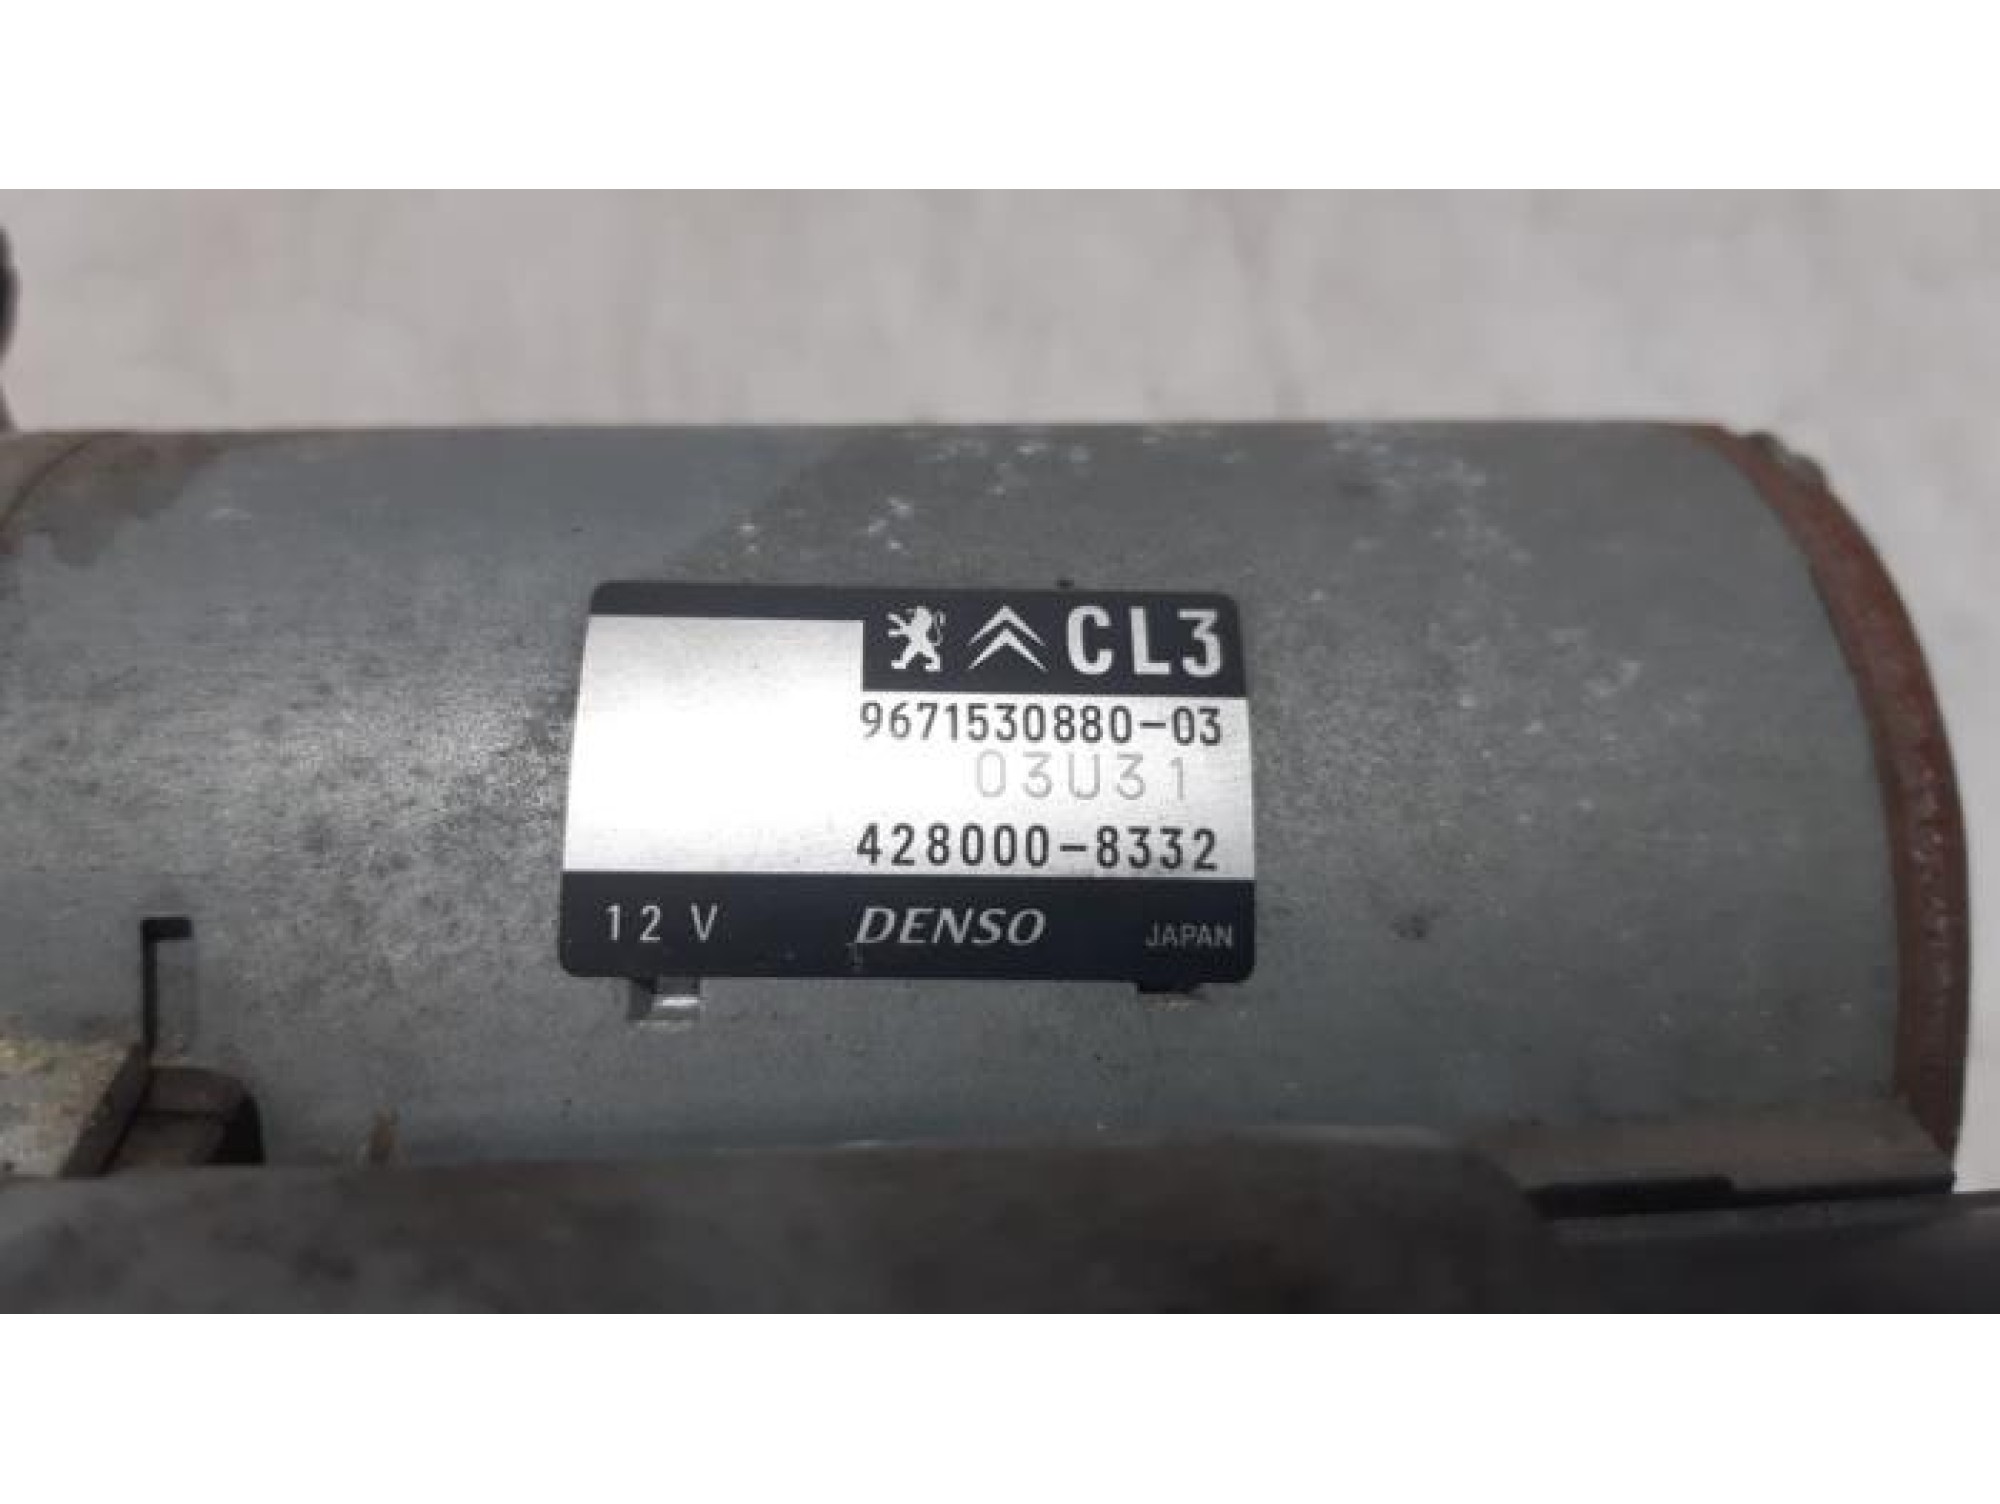 CL3
9671530880-03
03U31
428000-8332
12 V DENSO JAPAN